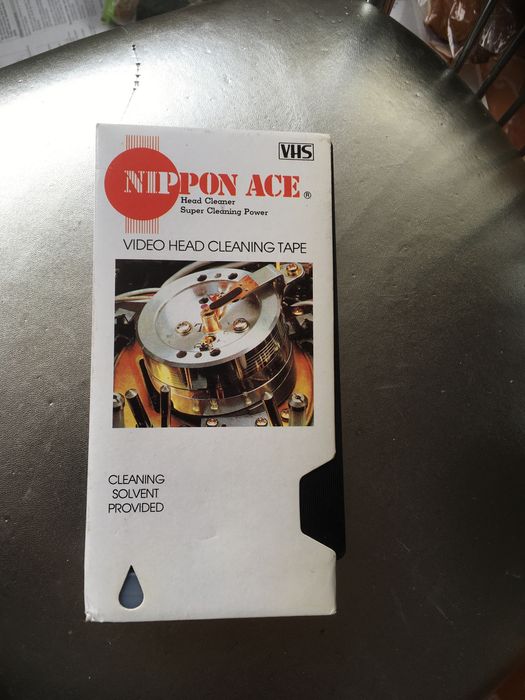 VHS
NIPPON ACE ®
Head Cleaner
Super Cleaning Power
VIDEO HEAD CLEANING TAPE
CLEANING
SOLVENT
PROVIDED